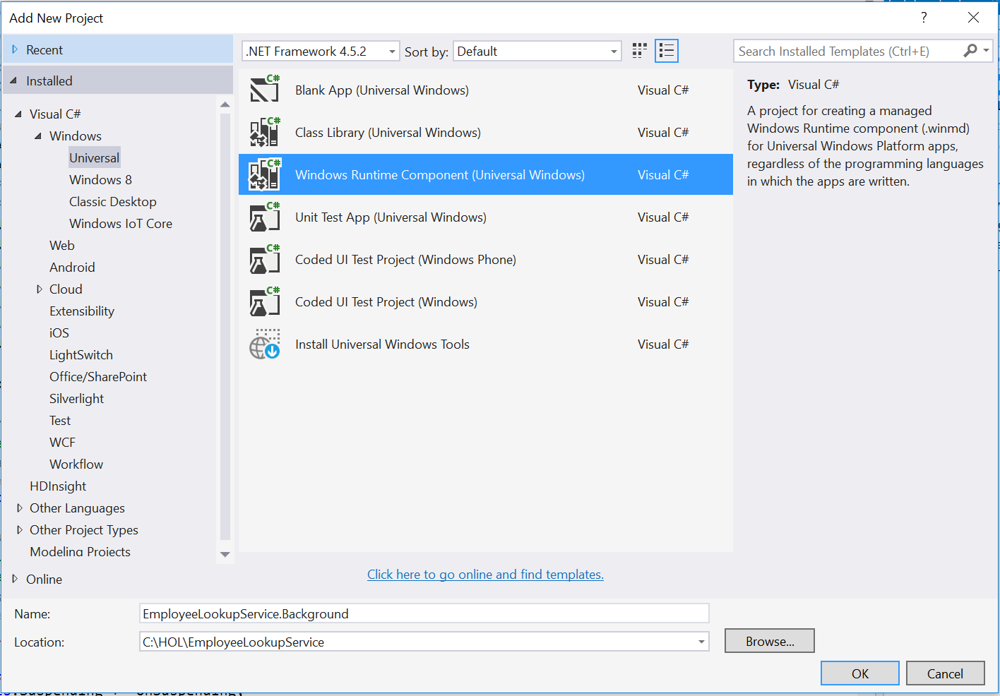 Add New Project
?
Recent
Installed
.NET Framework 4.5.2
Sort by:
Default
Search Installed Templates (Ctrl+E)
Visual C#
Windows
Universal
Windows 8
Classic Desktop
Windows IoT Core
Web
Android
Cloud
Extensibility
iOS
LightSwitch
Office/SharePoint
Silverlight
Test
WCF
Workflow
HDInsight
Other Languages
Other Project Types
Modeling Projects
Online
C# Blank App (Universal Windows) Visual C#
C# Class Library (Universal Windows) Visual C#
C# Windows Runtime Component (Universal Windows) Visual C#
C# Unit Test App (Universal Windows) Visual C#
C# Coded UI Test Project (Windows Phone) Visual C#
C# Coded UI Test Project (Windows) Visual C#
Install Universal Windows Tools Visual C#
Click here to go online and find templates.
Type: Visual C#
A project for creating a managed
Windows Runtime component (.winmd)
for Universal Windows Platform apps,
regardless of the programming languages
in which the apps are written.
Name: EmployeeLookupService.Background
Location: C:\HOL\EmployeeLookupService
Browse...
OK
Cancel